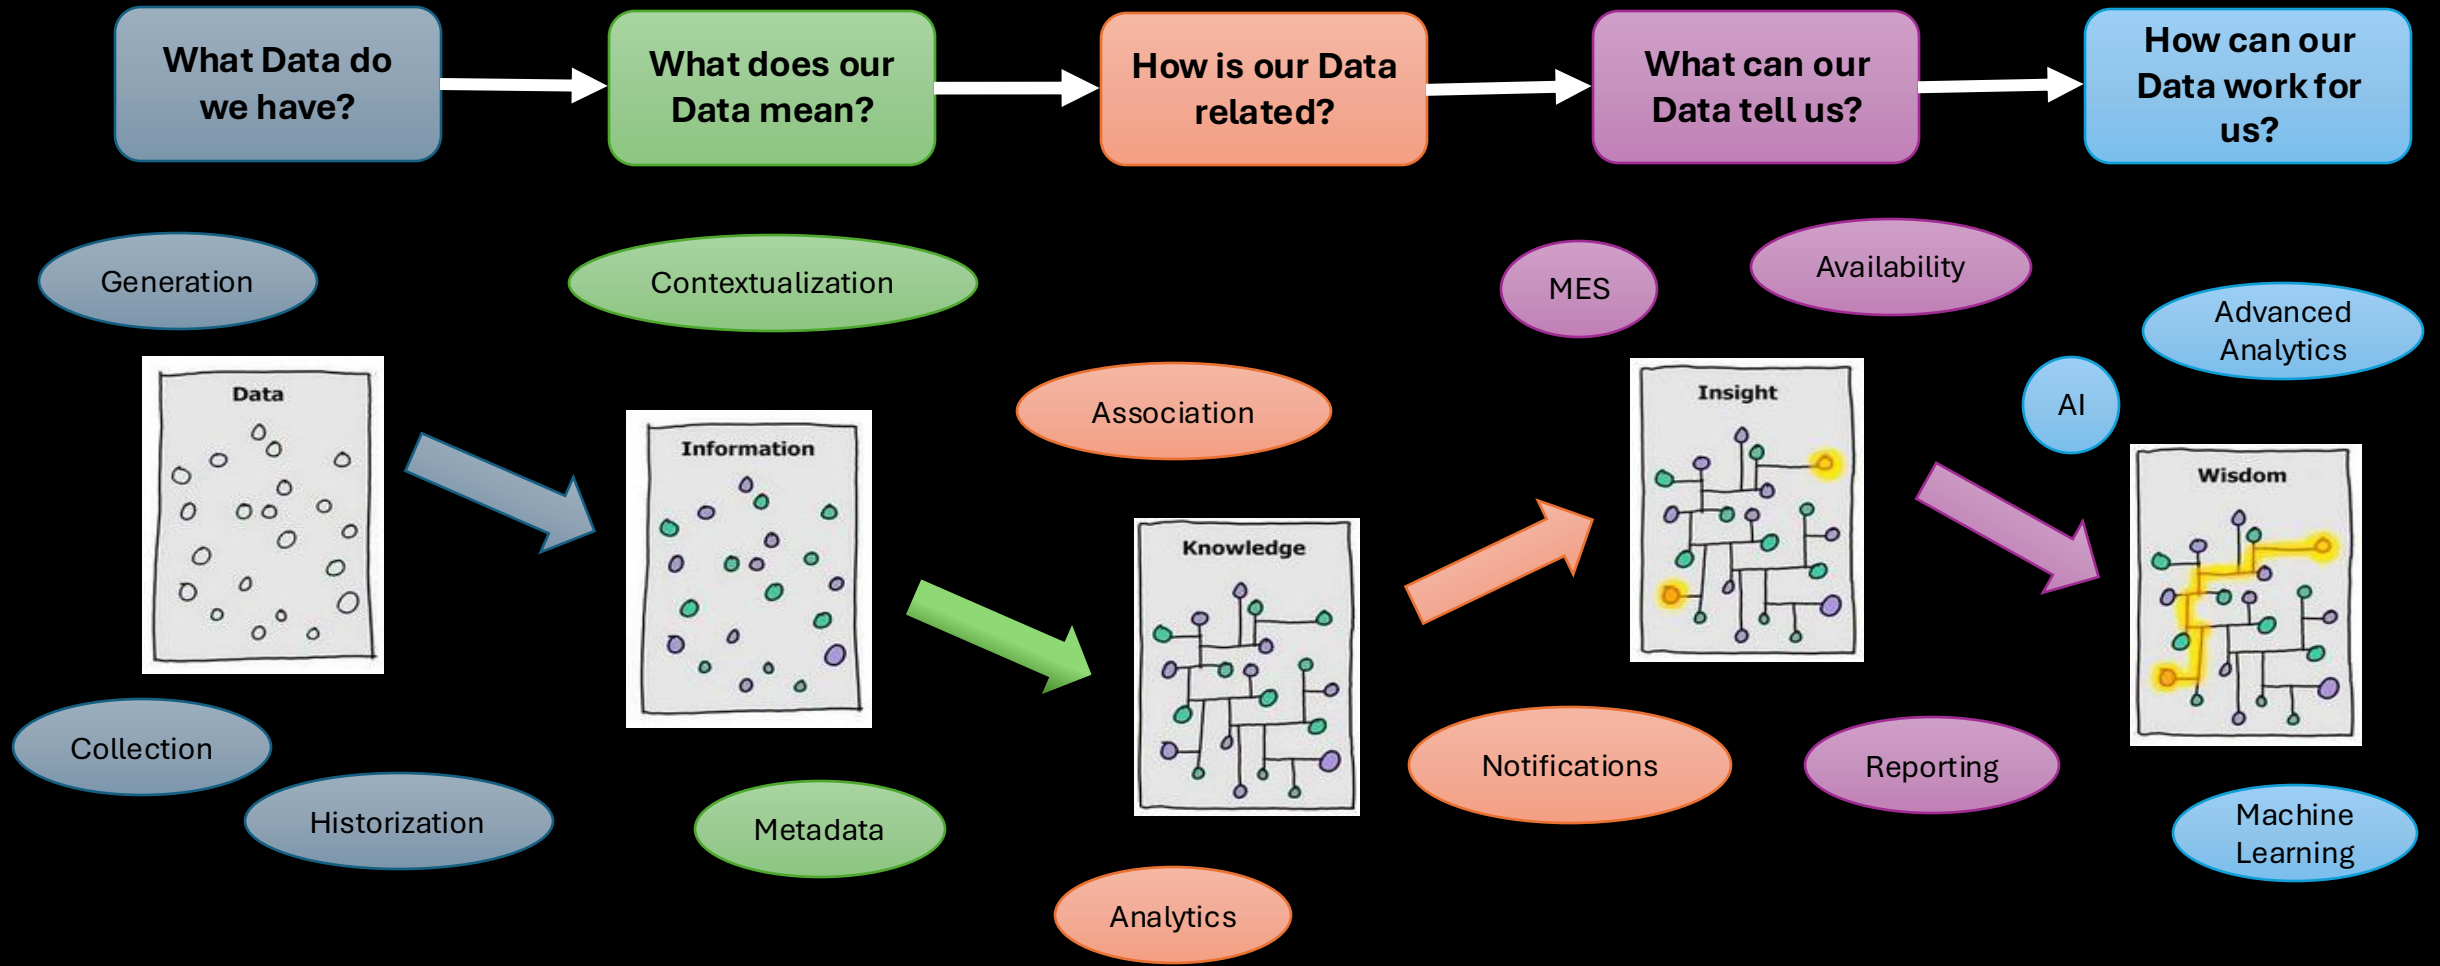 What Data do
we have?
What does our
Data mean?
How is our Data
related?
What can our
Data tell us?
How can our
Data work for
us?
Generation
Contextualization
MES
Availability
Advanced
Analytics
Data
Association
Insight
AI
Information
Wisdom
Knowledge
Collection
Historization
Metadata
Notifications
Reporting
Machine
Learning
Analytics